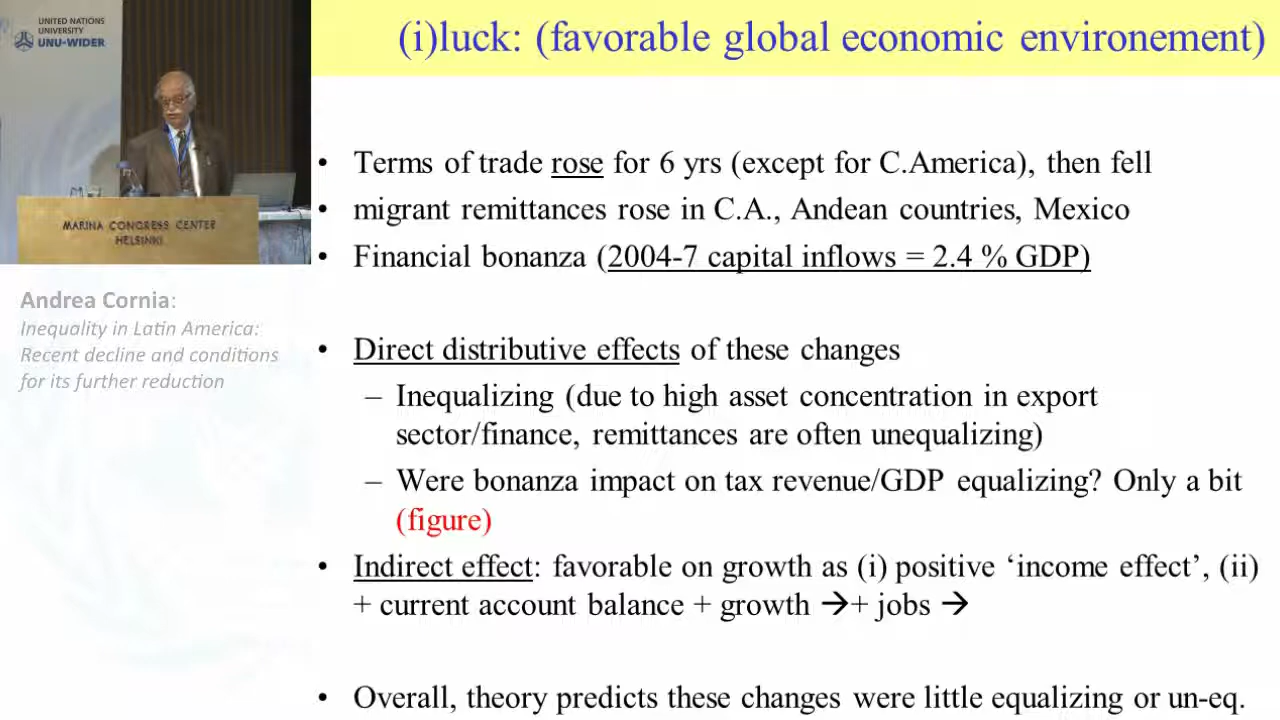 UNITED NATIONS
UNIVERSITY
UNU-WIDER
MARINA CONGRESS CENTER
HELSINKI
Andrea Cornia:
Inequality in Latin America:
Recent decline and conditions
for its further reduction
(i)luck: (favorable global economic environement)
• Terms of trade rose for 6 yrs (except for C.America), then fell
• migrant remittances rose in C.A., Andean countries, Mexico
• Financial bonanza (2004-7 capital inflows = 2.4 % GDP)
• Direct distributive effects of these changes
– Inequalizing (due to high asset concentration in export
sector/finance, remittances are often unequalizing)
– Were bonanza impact on tax revenue/GDP equalizing? Only a bit
(figure)
• Indirect effect: favorable on growth as (i) positive ‘income effect’, (ii)
+ current account balance + growth →+ jobs →
• Overall, theory predicts these changes were little equalizing or un-eq.